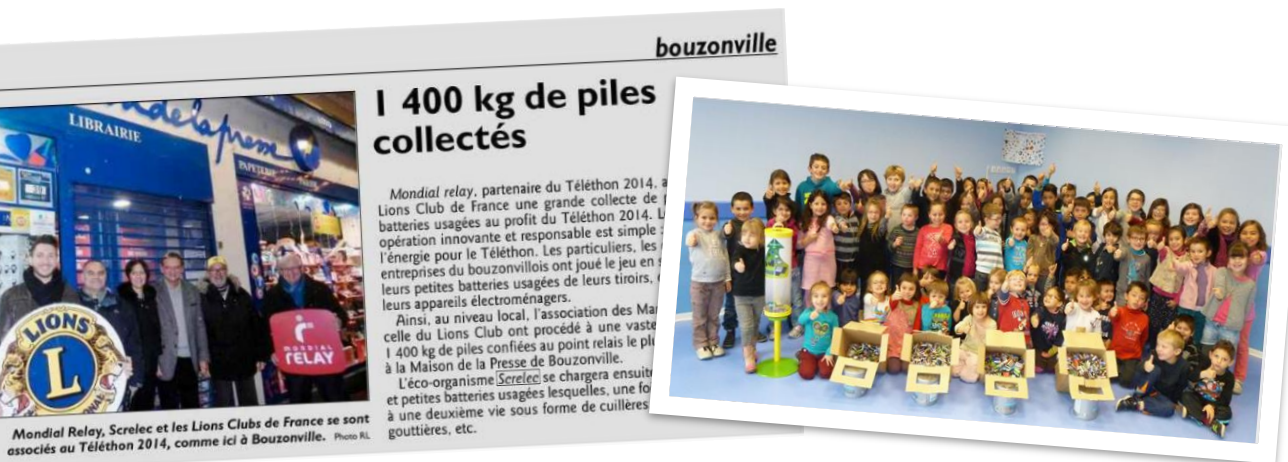 bouzonville
1 400 kg de piles
collectés
Mondial relay, partenaire du Téléthon 2014, a
Lions Club de France une grande collecte de
batteries usagées au profit du Téléthon 2014.
opération innovante et responsable est simple :
l'énergie pour le Téléthon. Les particuliers, les
entreprises du bouzonvillois ont joué le jeu en
leurs petites batteries usagées de leurs tiroirs,
leurs appareils électroménagers.
Ainsi, au niveau local, l'association des
celle du Lions Club ont procédé à une vaste
1 400 kg de piles confiées au point relais le
à la Maison de la Presse de Bouzonville.
L'éco-organisme Screlec se chargera ensuite
et petites batteries usagées lesquelles, une
à une deuxième vie sous forme de cuillères
gouttières, etc.
delapresse
LIBRAIRIE
PAPETERIE
LIONS
L
MONDIAL
RELAY
Mondial Relay, Screlec et les Lions Clubs de France se sont
associés au Téléthon 2014, comme ici à Bouzonville. Photo RL